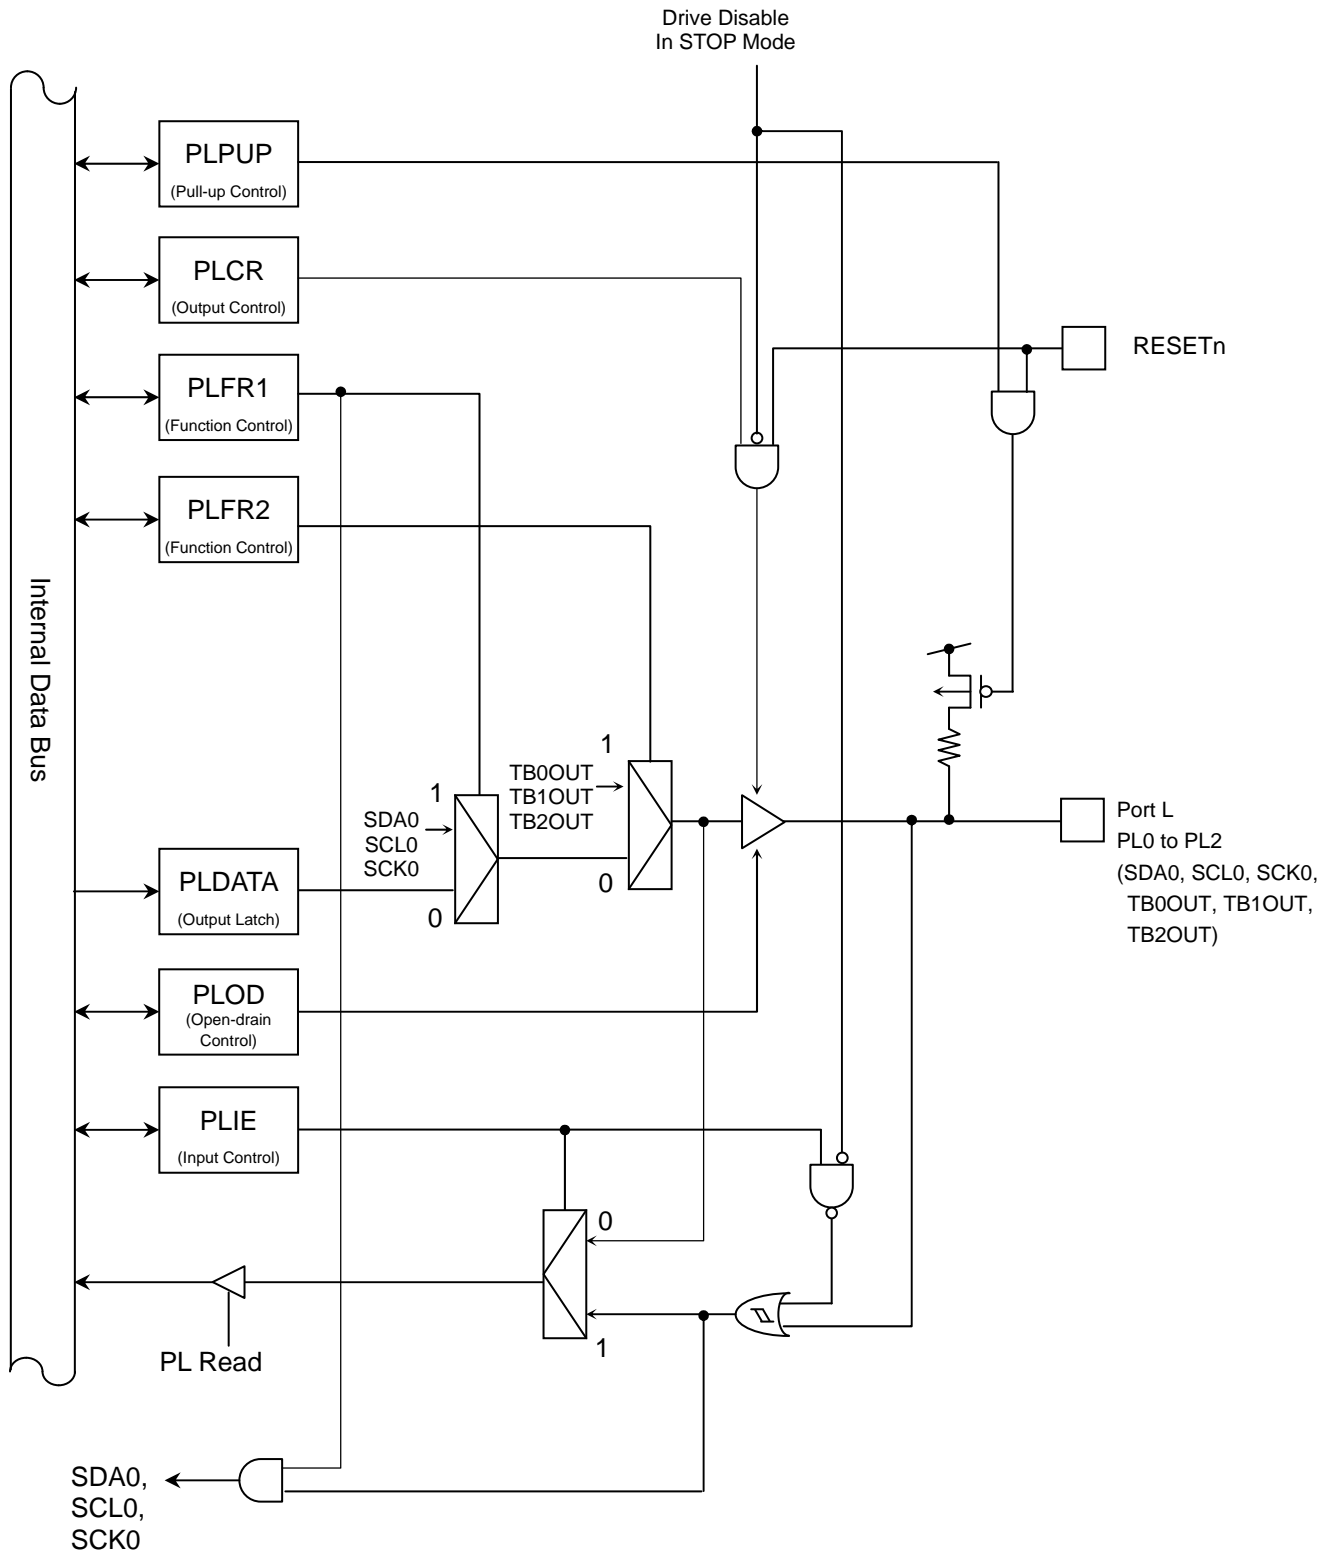 Drive Disable
In STOP Mode
PLPUP
(Pull-up Control)
PLCR
(Output Control)
RESETn
PLFR1
(Function Control)
PLFR2
(Function Control)
Internal Data Bus
1
TB0OUT
TB1OUT
TB2OUT
0
1
SDA0
SCL0
SCK0
0
Port L
PL0 to PL2
(SDA0, SCL0, SCK0,
TB0OUT, TB1OUT,
TB2OUT)
PLDATA
(Output Latch)
PLOD
(Open-drain
Control)
PLIE
(Input Control)
0
1
PL Read
SDA0,
SCL0,
SCK0